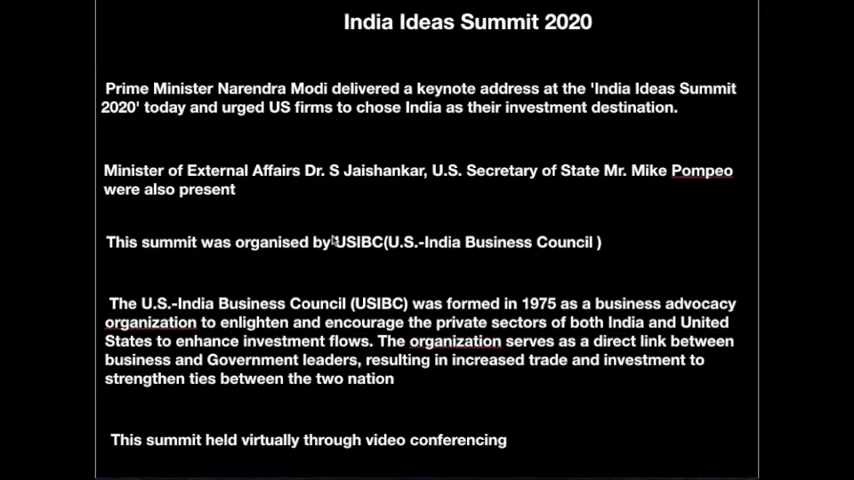 India Ideas Summit 2020
Prime Minister Narendra Modi delivered a keynote address at the 'India Ideas Summit
2020' today and urged US firms to chose India as their investment destination.
Minister of External Affairs Dr. S Jaishankar, U.S. Secretary of State Mr. Mike Pompeo
were also present
This summit was organised by USIBC(U.S.-India Business Council )
The U.S.-India Business Council (USIBC) was formed in 1975 as a business advocacy
organization to enlighten and encourage the private sectors of both India and United
States to enhance investment flows. The organization serves as a direct link between
business and Government leaders, resulting in increased trade and investment to
strengthen ties between the two nation
This summit held virtually through video conferencing